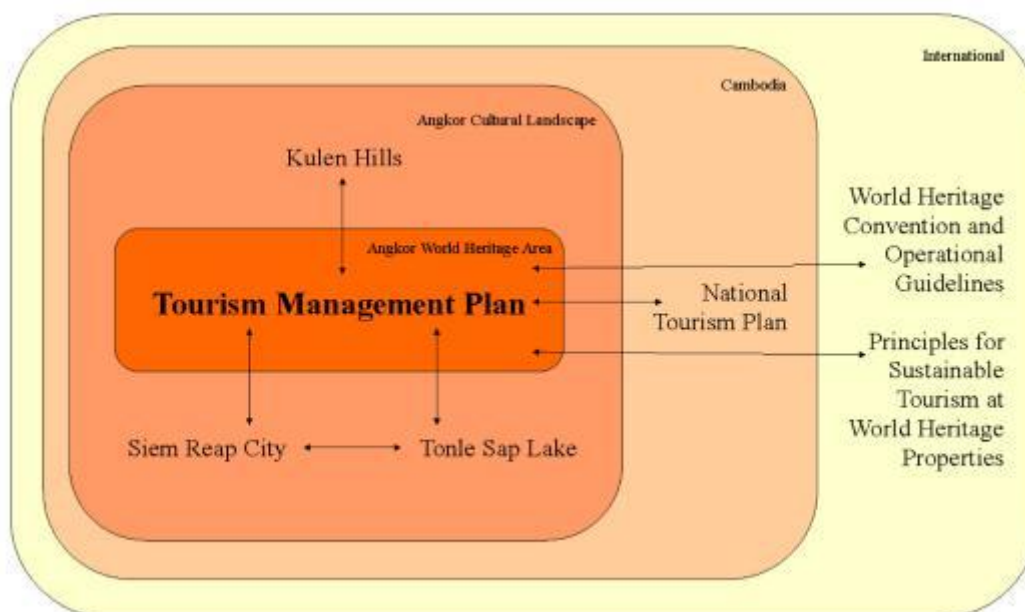 International
Cambodia
Angkor Cultural Landscape
Kulen Hills
World Heritage
Convention and
Operational
Guidelines
Angkor World Heritage Area
Tourism Management Plan
National
Tourism Plan
Principles for
Sustainable
Tourism at
World Heritage
Properties
Siem Reap City
Tonle Sap Lake